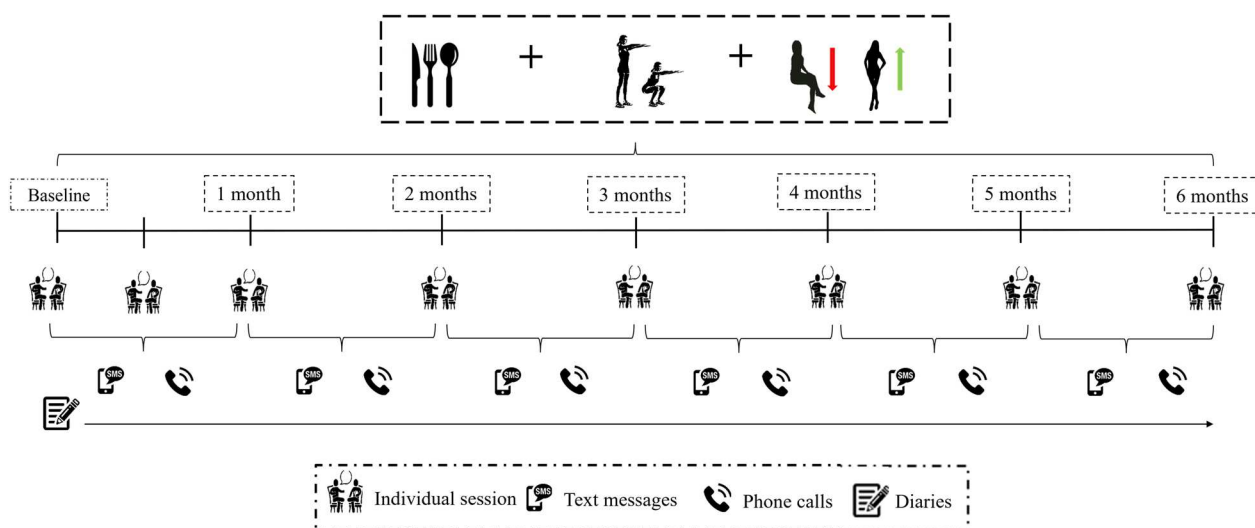 Baseline
1 month
2 months
3 months
4 months
5 months
6 months
SMS
SMS
SMS
SMS
SMS
SMS
SMS
Individual session
Text messages
Phone calls
Diaries